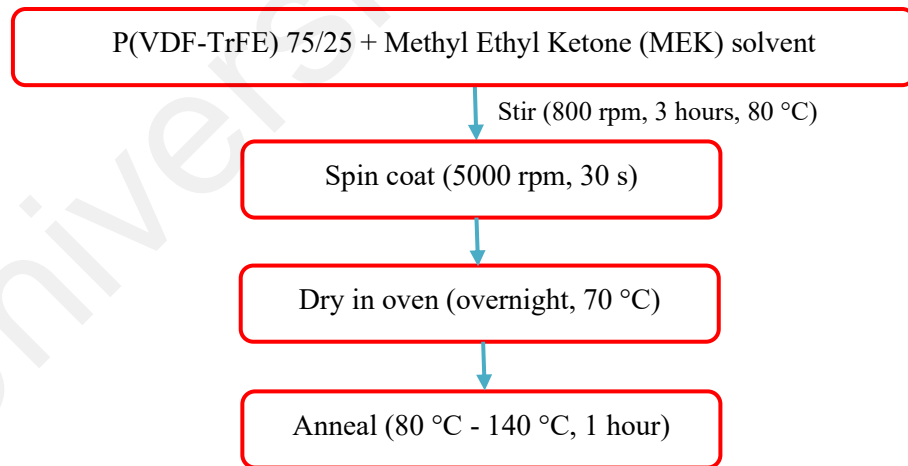 P(VDF-TrFE) 75/25 + Methyl Ethyl Ketone (MEK) solvent
Stir (800 rpm, 3 hours, 80 °C)
Spin coat (5000 rpm, 30 s)
Dry in oven (overnight, 70 °C)
Anneal (80 °C - 140 °C, 1 hour)